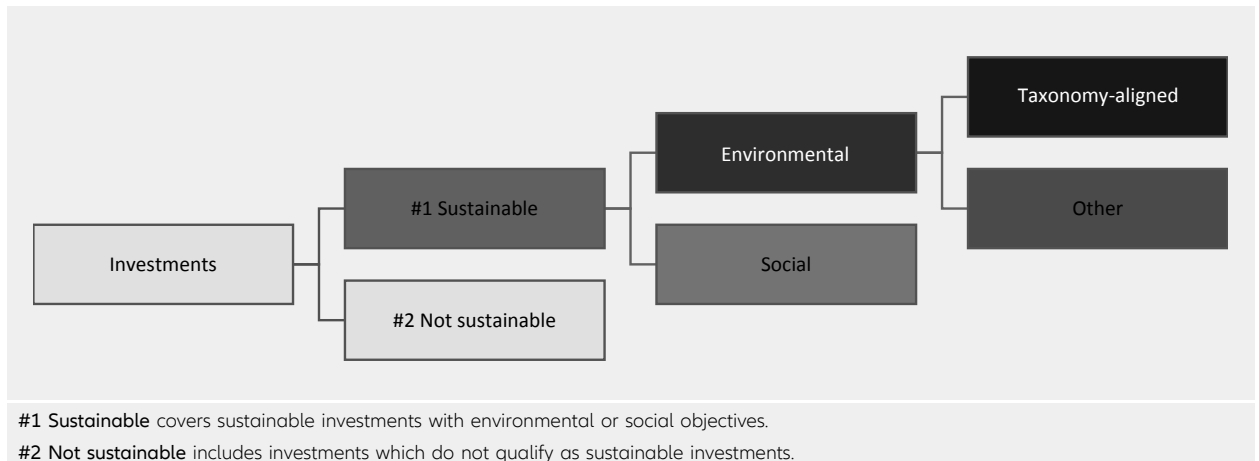 Taxonomy-aligned
Environmental
#1 Sustainable
Other
Investments
Social
#2 Not sustainable
#1 Sustainable covers sustainable investments with environmental or social objectives.
#2 Not sustainable includes investments which do not qualify as sustainable investments.